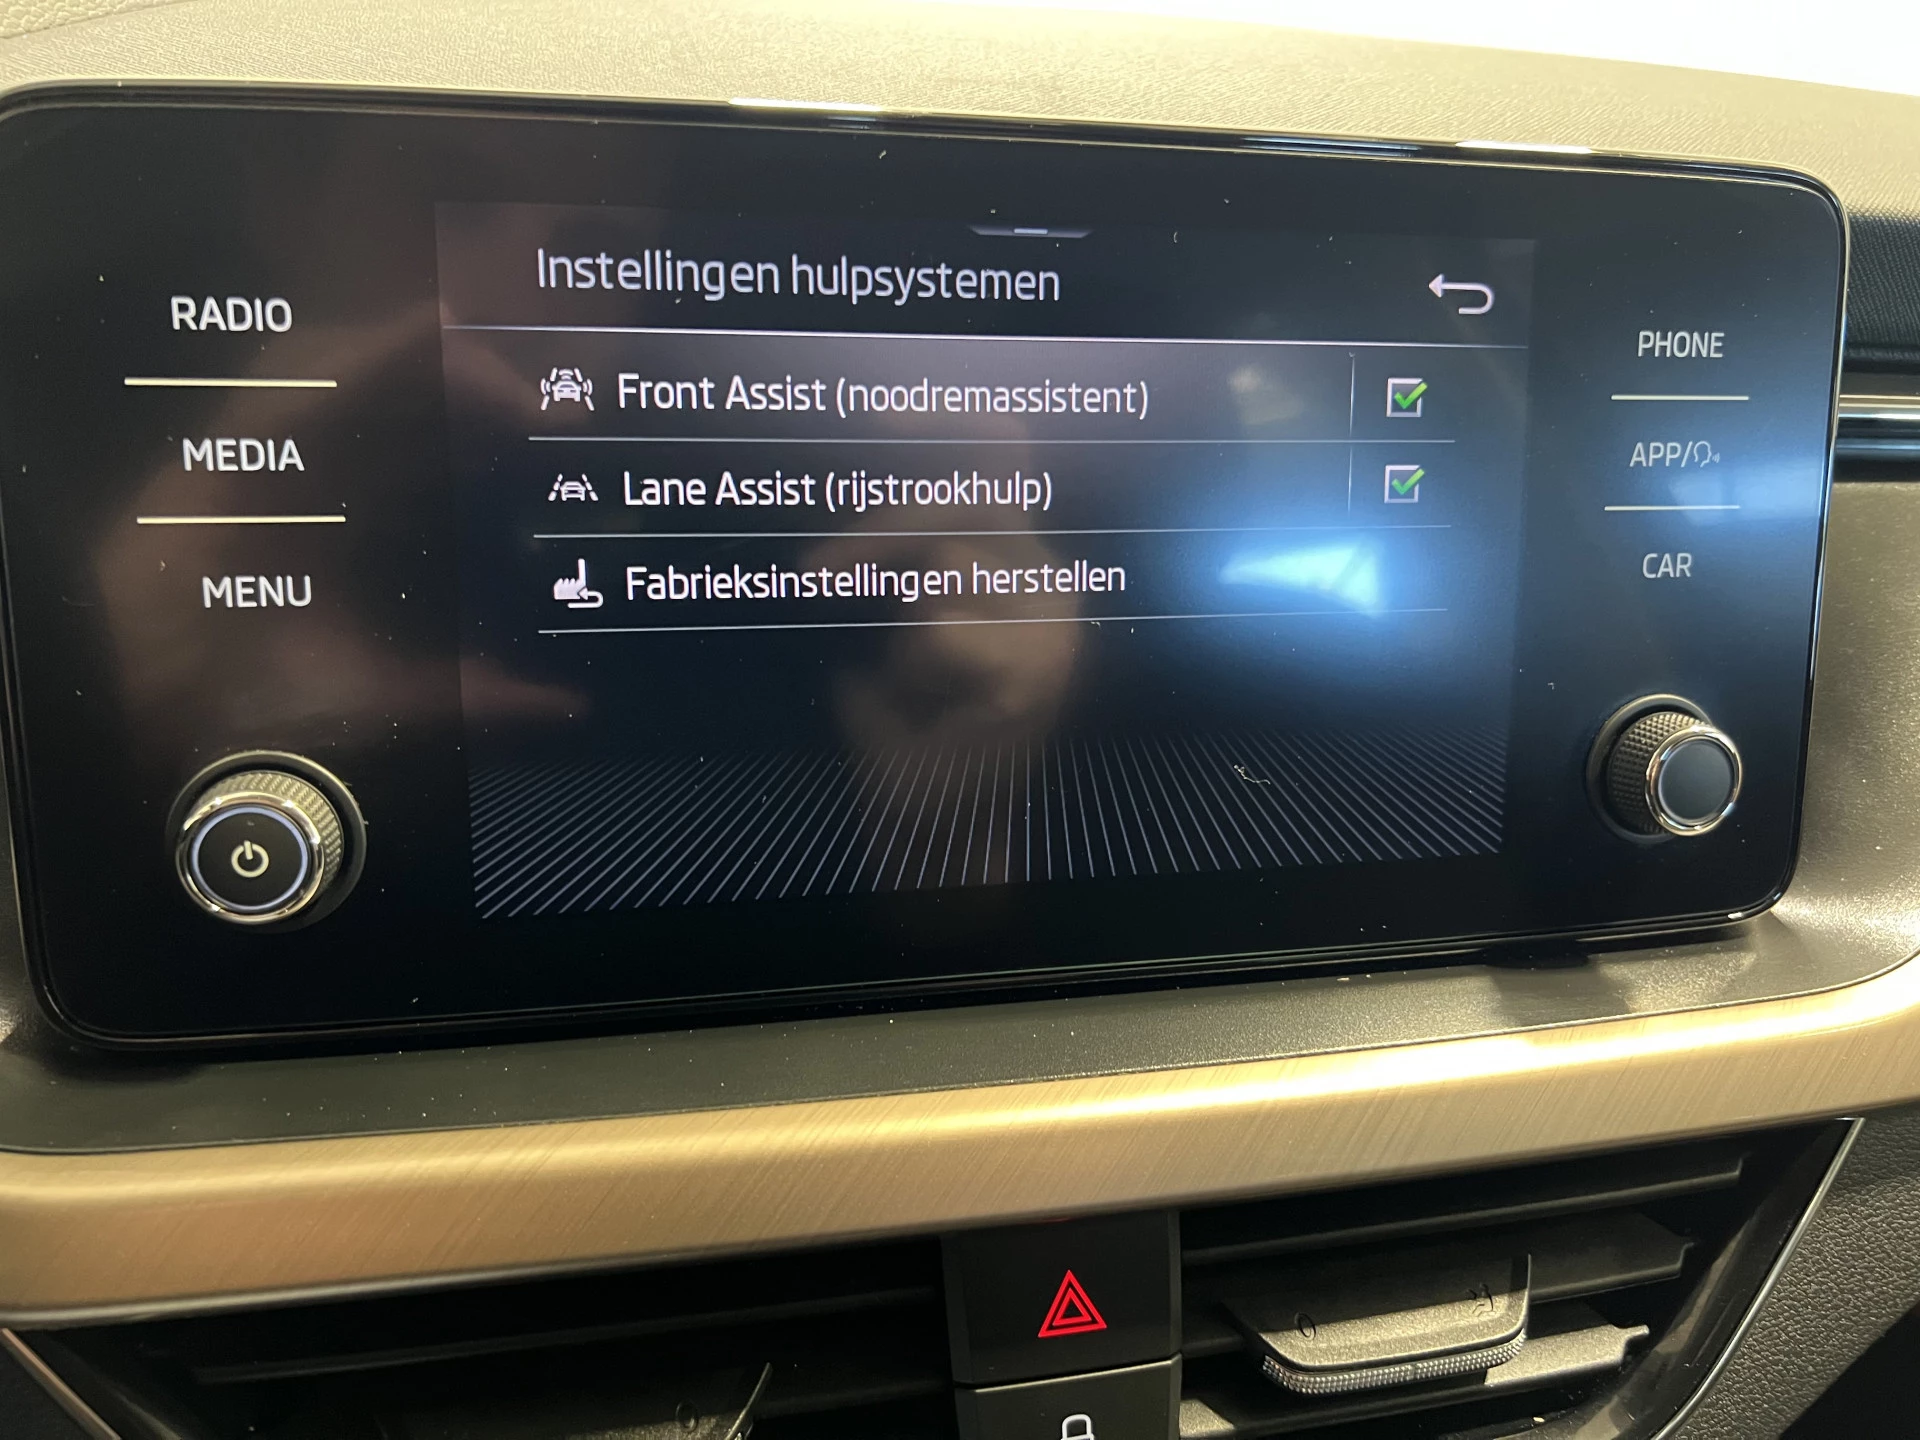 RADIO
MEDIA
MENU
Instellingen hulpsystemen
Front Assist (noodremassistent)
Lane Assist (rijstrookhulp)
Fabrieksinstellingen herstellen
PHONE
APP/
CAR